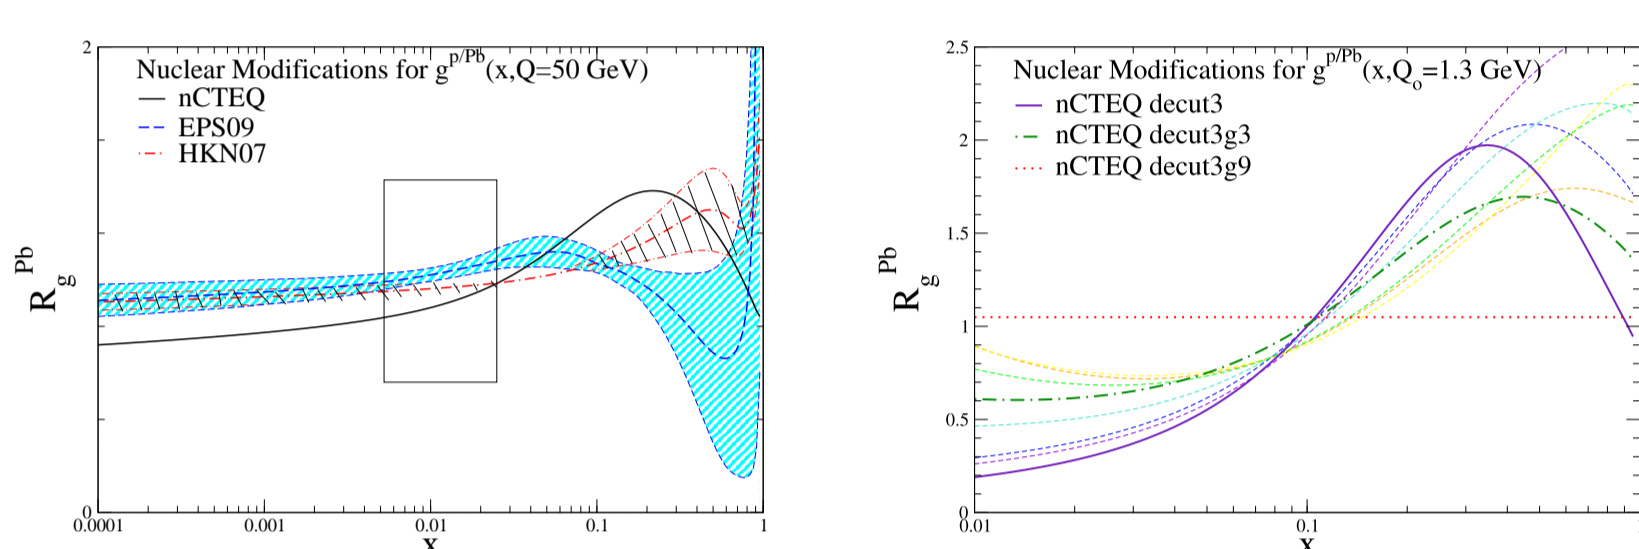 2
Nuclear Modifications for g^p/Pb(x,Q=50 GeV)
nCTEQ
EPS09
HKN07
R_g^Pb
0
0.0001
0.001
0.01
0.1
1
x
2.5
Nuclear Modifications for g^p/Pb(x,Q_o=1.3 GeV)
nCTEQ decut3
nCTEQ decut3g3
nCTEQ decut3g9
2
1.5
R_g^Pb
1
0.5
0
0.01
0.1
x